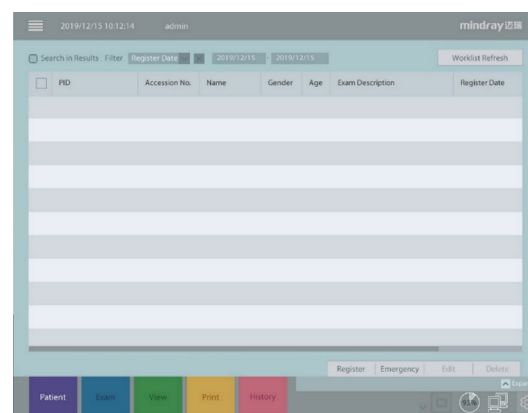 2019/12/15 10:12:14 admin mindray迈瑞
Search in Results Filter Register Date 2019/12/15 - 2019/12/15 Worklist Refresh
PID Accession No. Name Gender Age Exam Description Register Date
Register Emergency Edit Delete
Patient Exam View Print History